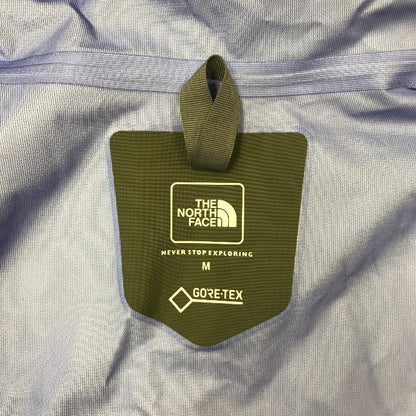 THE
NORTH
FACE
NEVER STOP EXPLORING
M
GORE-TEX